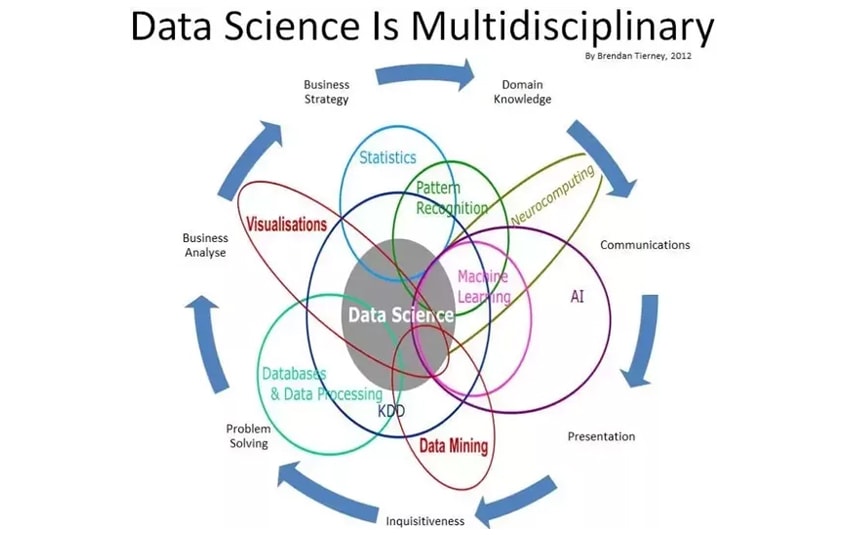 Data Science Is Multidisciplinary
By Brendan Tierney, 2012
Business
Strategy
Domain
Knowledge
Statistics
Pattern
Recognition
Neurocomputing
Visualisations
Business
Analyse
Communications
Machine
Learning
AI
Data Science
Databases
& Data Processing
KDD
Problem
Solving
Data Mining
Presentation
Inquisitiveness